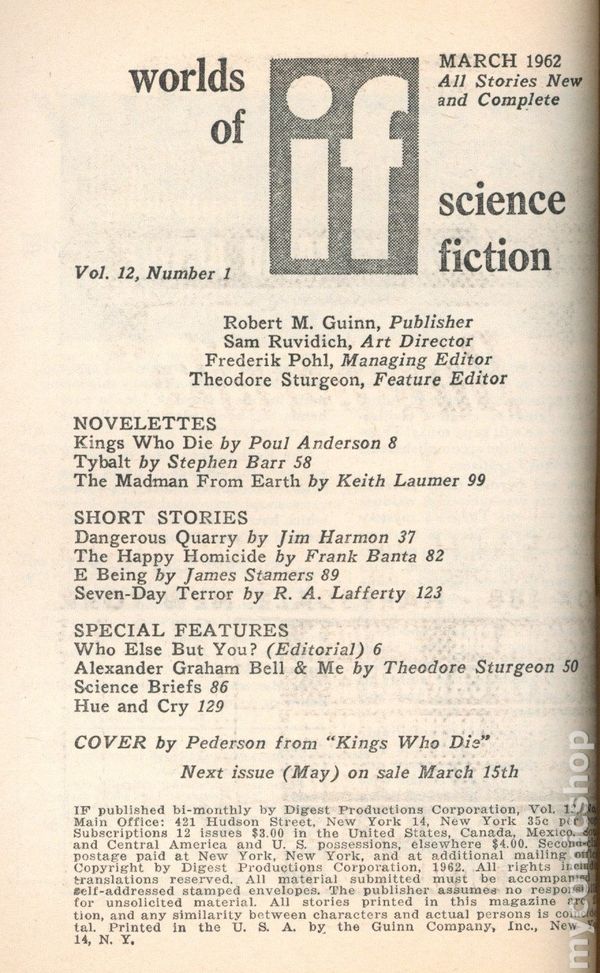 worlds
of
if
MARCH 1962
All Stories New
and Complete
science
fiction
Vol. 12, Number 1
Robert M. Guinn, Publisher
Sam Ruvidich, Art Director
Frederik Pohl, Managing Editor
Theodore Sturgeon, Feature Editor
NOVELETTES
Kings Who Die by Poul Anderson 8
Tybalt by Stephen Barr 58
The Madman From Earth by Keith Laumer 99
SHORT STORIES
Dangerous Quarry by Jim Harmon 37
The Happy Homicide by Frank Banta 82
E Being by James Stamers 89
Seven-Day Terror by R. A. Lafferty 123
SPECIAL FEATURES
Who Else But You? (Editorial) 6
Alexander Graham Bell & Me by Theodore Sturgeon 50
Science Briefs 86
Hue and Cry 129
COVER by Pederson from "Kings Who Die"
Next issue (May) on sale March 15th
IF published bi-monthly by Digest Productions Corporation, Vol.
Main Office: 421 Hudson Street, New York 14, New York 35c
Subscriptions 12 issues $3.00 in the United States, Canada, Mexico,
and Central America and U. S. possessions, elsewhere $4.00.
postage paid at New York, New York, and at additional mailing
Copyright by Digest Productions Corporation, 1962. All rights
translations reserved. All material submitted must be
self-addressed stamped envelopes. The publisher assumes no
for unsolicited material. All stories printed in this magazine
tion, and any similarity between characters and actual persons is
tal. Printed in the U. S. A. by the Guinn Company, Inc., New
14, N. Y.
mycomicshop